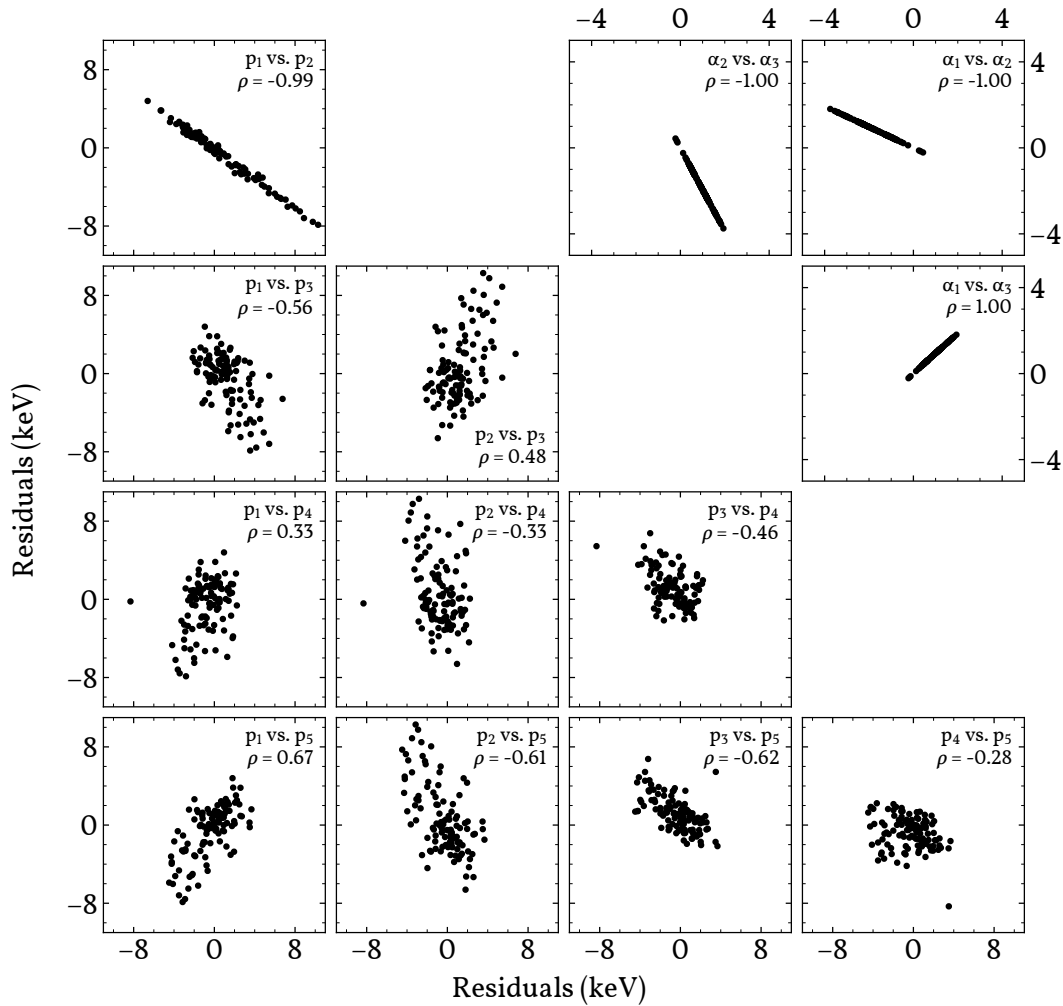 −4 0 4 −4 0 4
8 p₁ vs. p₂ α₂ vs α₃ α₁ vs α₂ 4
ρ = -0.99 ρ = -1.00 ρ = -1.00
0 0
−8 −4
8 p₁ vs. p₃ α₁ vs α₃ 4
ρ = -0.56 ρ = 1.00
0 0
p₂ vs. p₃
−8 ρ = 0.48 −4
Residuals (keV)
8 p₁ vs. p₄ p₂ vs. p₄ p₃ vs. p₄
ρ = 0.33 ρ = -0.33 ρ = -0.46
0
−8
8 p₁ vs. p₅ p₂ vs. p₅ p₃ vs. p₅ p₄ vs. p₅
ρ = 0.67 ρ = -0.61 ρ = -0.62 ρ = -0.28
0
−8
−8 0 8 −8 0 8 −8 0 8 −8 0 8
Residuals (keV)